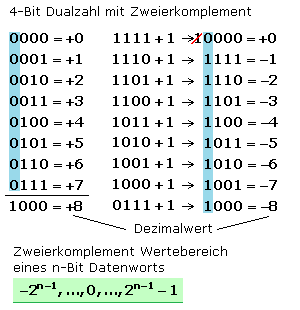 4-Bit Dualzahl mit Zweierkomplement
0000 = +0 1111 + 1 → 10000 = +0
0001 = +1 1110 + 1 → 1111 = −1
0010 = +2 1101 + 1 → 1110 = −2
0011 = +3 1100 + 1 → 1101 = −3
0100 = +4 1011 + 1 → 1100 = −4
0101 = +5 1010 + 1 → 1011 = −5
0110 = +6 1001 + 1 → 1010 = −6
0111 = +7 1000 + 1 → 1001 = −7
1000 = +8 0111 + 1 → 1000 = −8
Dezimalwert
Zweierkomplement Wertebereich
eines n-Bit Datenworts
−2ⁿ⁻¹, …,0, …,2ⁿ⁻¹ − 1